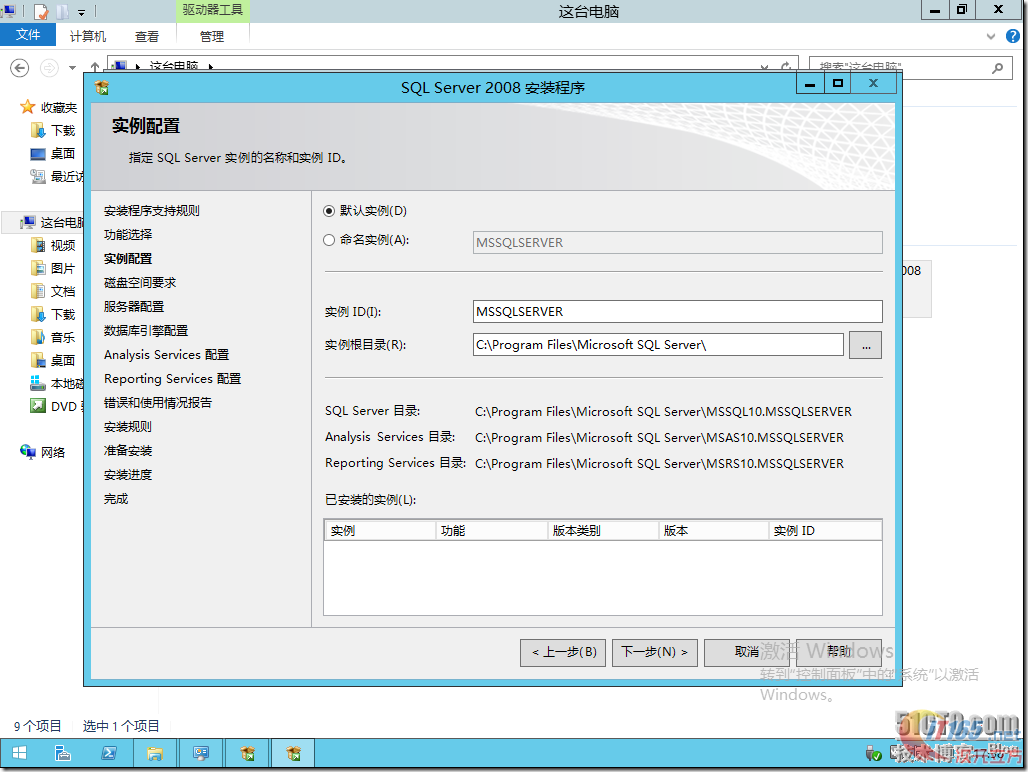 驱动器工具
这台电脑
文件 计算机 查看 管理
这台电脑
搜索"这台电脑"
收藏夹
下载
桌面
最近访
这台电脑
视频
图片
文档
下载
音乐
桌面
本地磁
DVD
网络
008
SQL Server 2008 安装程序
实例配置
指定 SQL Server 实例的名称和实例 ID。
安装程序支持规则
功能选择
实例配置
磁盘空间要求
服务器配置
数据库引擎配置
Analysis Services 配置
Reporting Services 配置
错误和使用情况报告
安装规则
准备安装
安装进度
完成
默认实例(D)
命名实例(A): MSSQLSERVER
实例 ID(I): MSSQLSERVER
实例根目录(R): C:\Program Files\Microsoft SQL Server\ ...
SQL Server 目录: C:\Program Files\Microsoft SQL Server\MSSQL10.MSSQLSERVER
Analysis Services 目录: C:\Program Files\Microsoft SQL Server\MSAS10.MSSQLSERVER
Reporting Services 目录: C:\Program Files\Microsoft SQL Server\MSRS10.MSSQLSERVER
已安装的实例(L):
实例 功能 版本类别 版本 实例 ID
< 上一步(B) 下一步(N) > 取消 帮助
激活 Windows
转到"控制面板"中的"系统"以激活
Windows。
9 个项目 选中 1 个项目
51CTO.com
技术博客 Blog